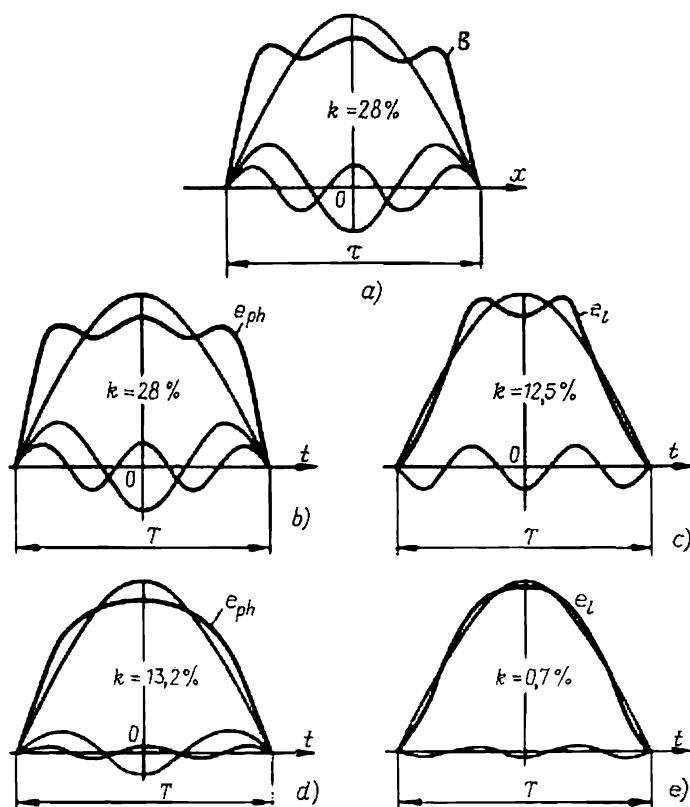 B
k = 28%
0
x
τ
a)
e_ph
k = 28%
0
t
T
b)
e_l
k = 12,5%
0
t
T
c)
e_ph
k = 13,2%
0
t
T
d)
e_l
k = 0,7%
t
T
e)